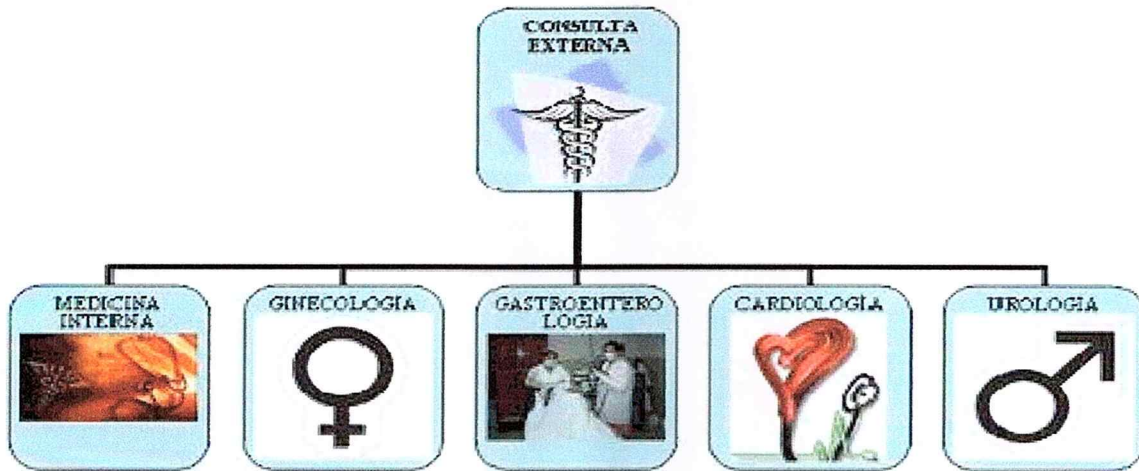 CONSULTA
EXTERNA
MEDICINA
INTERNA
GINECOLOGIA
GASTROENTERO
LOGIA
CARDIOLOGÍA
UROLOGIA